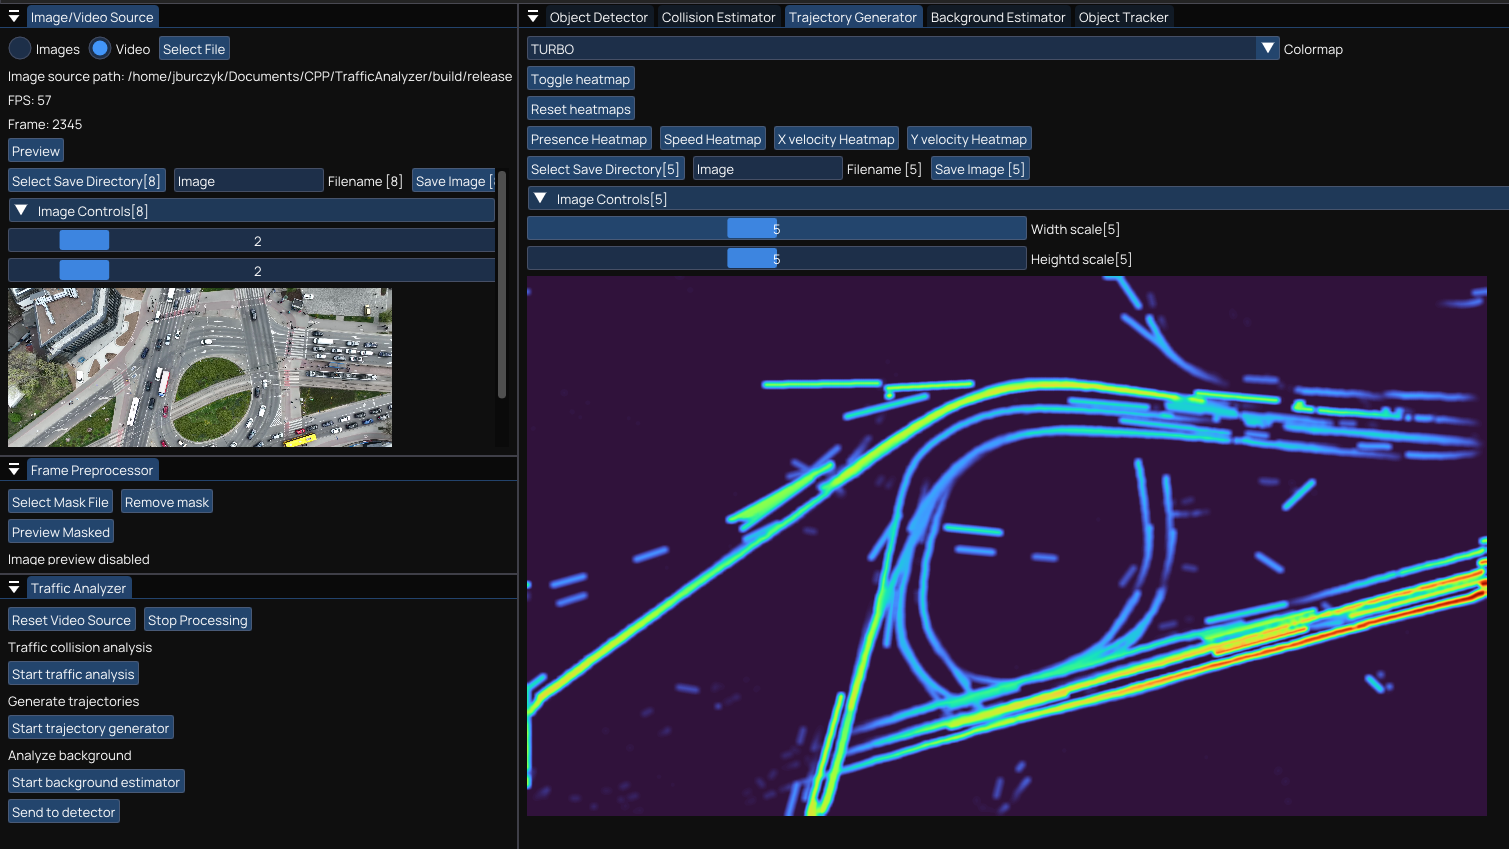 Image/Video Source
Images Video Select File
Image source path: /home/jburczyk/Documents/CPP/TrafficAnalyzer/build/release
FPS: 57
Frame: 2345
Preview
Select Save Directory[8] Image Filename [8] Save Image [
Image Controls[8]
2
2
Frame Preprocessor
Select Mask File Remove mask
Preview Masked
Image preview disabled
Traffic Analyzer
Reset Video Source Stop Processing
Traffic collision analysis
Start traffic analysis
Generate trajectories
Start trajectory generator
Analyze background
Start background estimator
Send to detector
Object Detector Collision Estimator Trajectory Generator Background Estimator Object Tracker
TURBO Colormap
Toggle heatmap
Reset heatmaps
Presence Heatmap Speed Heatmap X velocity Heatmap Y velocity Heatmap
Select Save Directory[5] Image Filename [5] Save Image [5]
Image Controls[5]
5 Width scale[5]
5 Heightd scale[5]